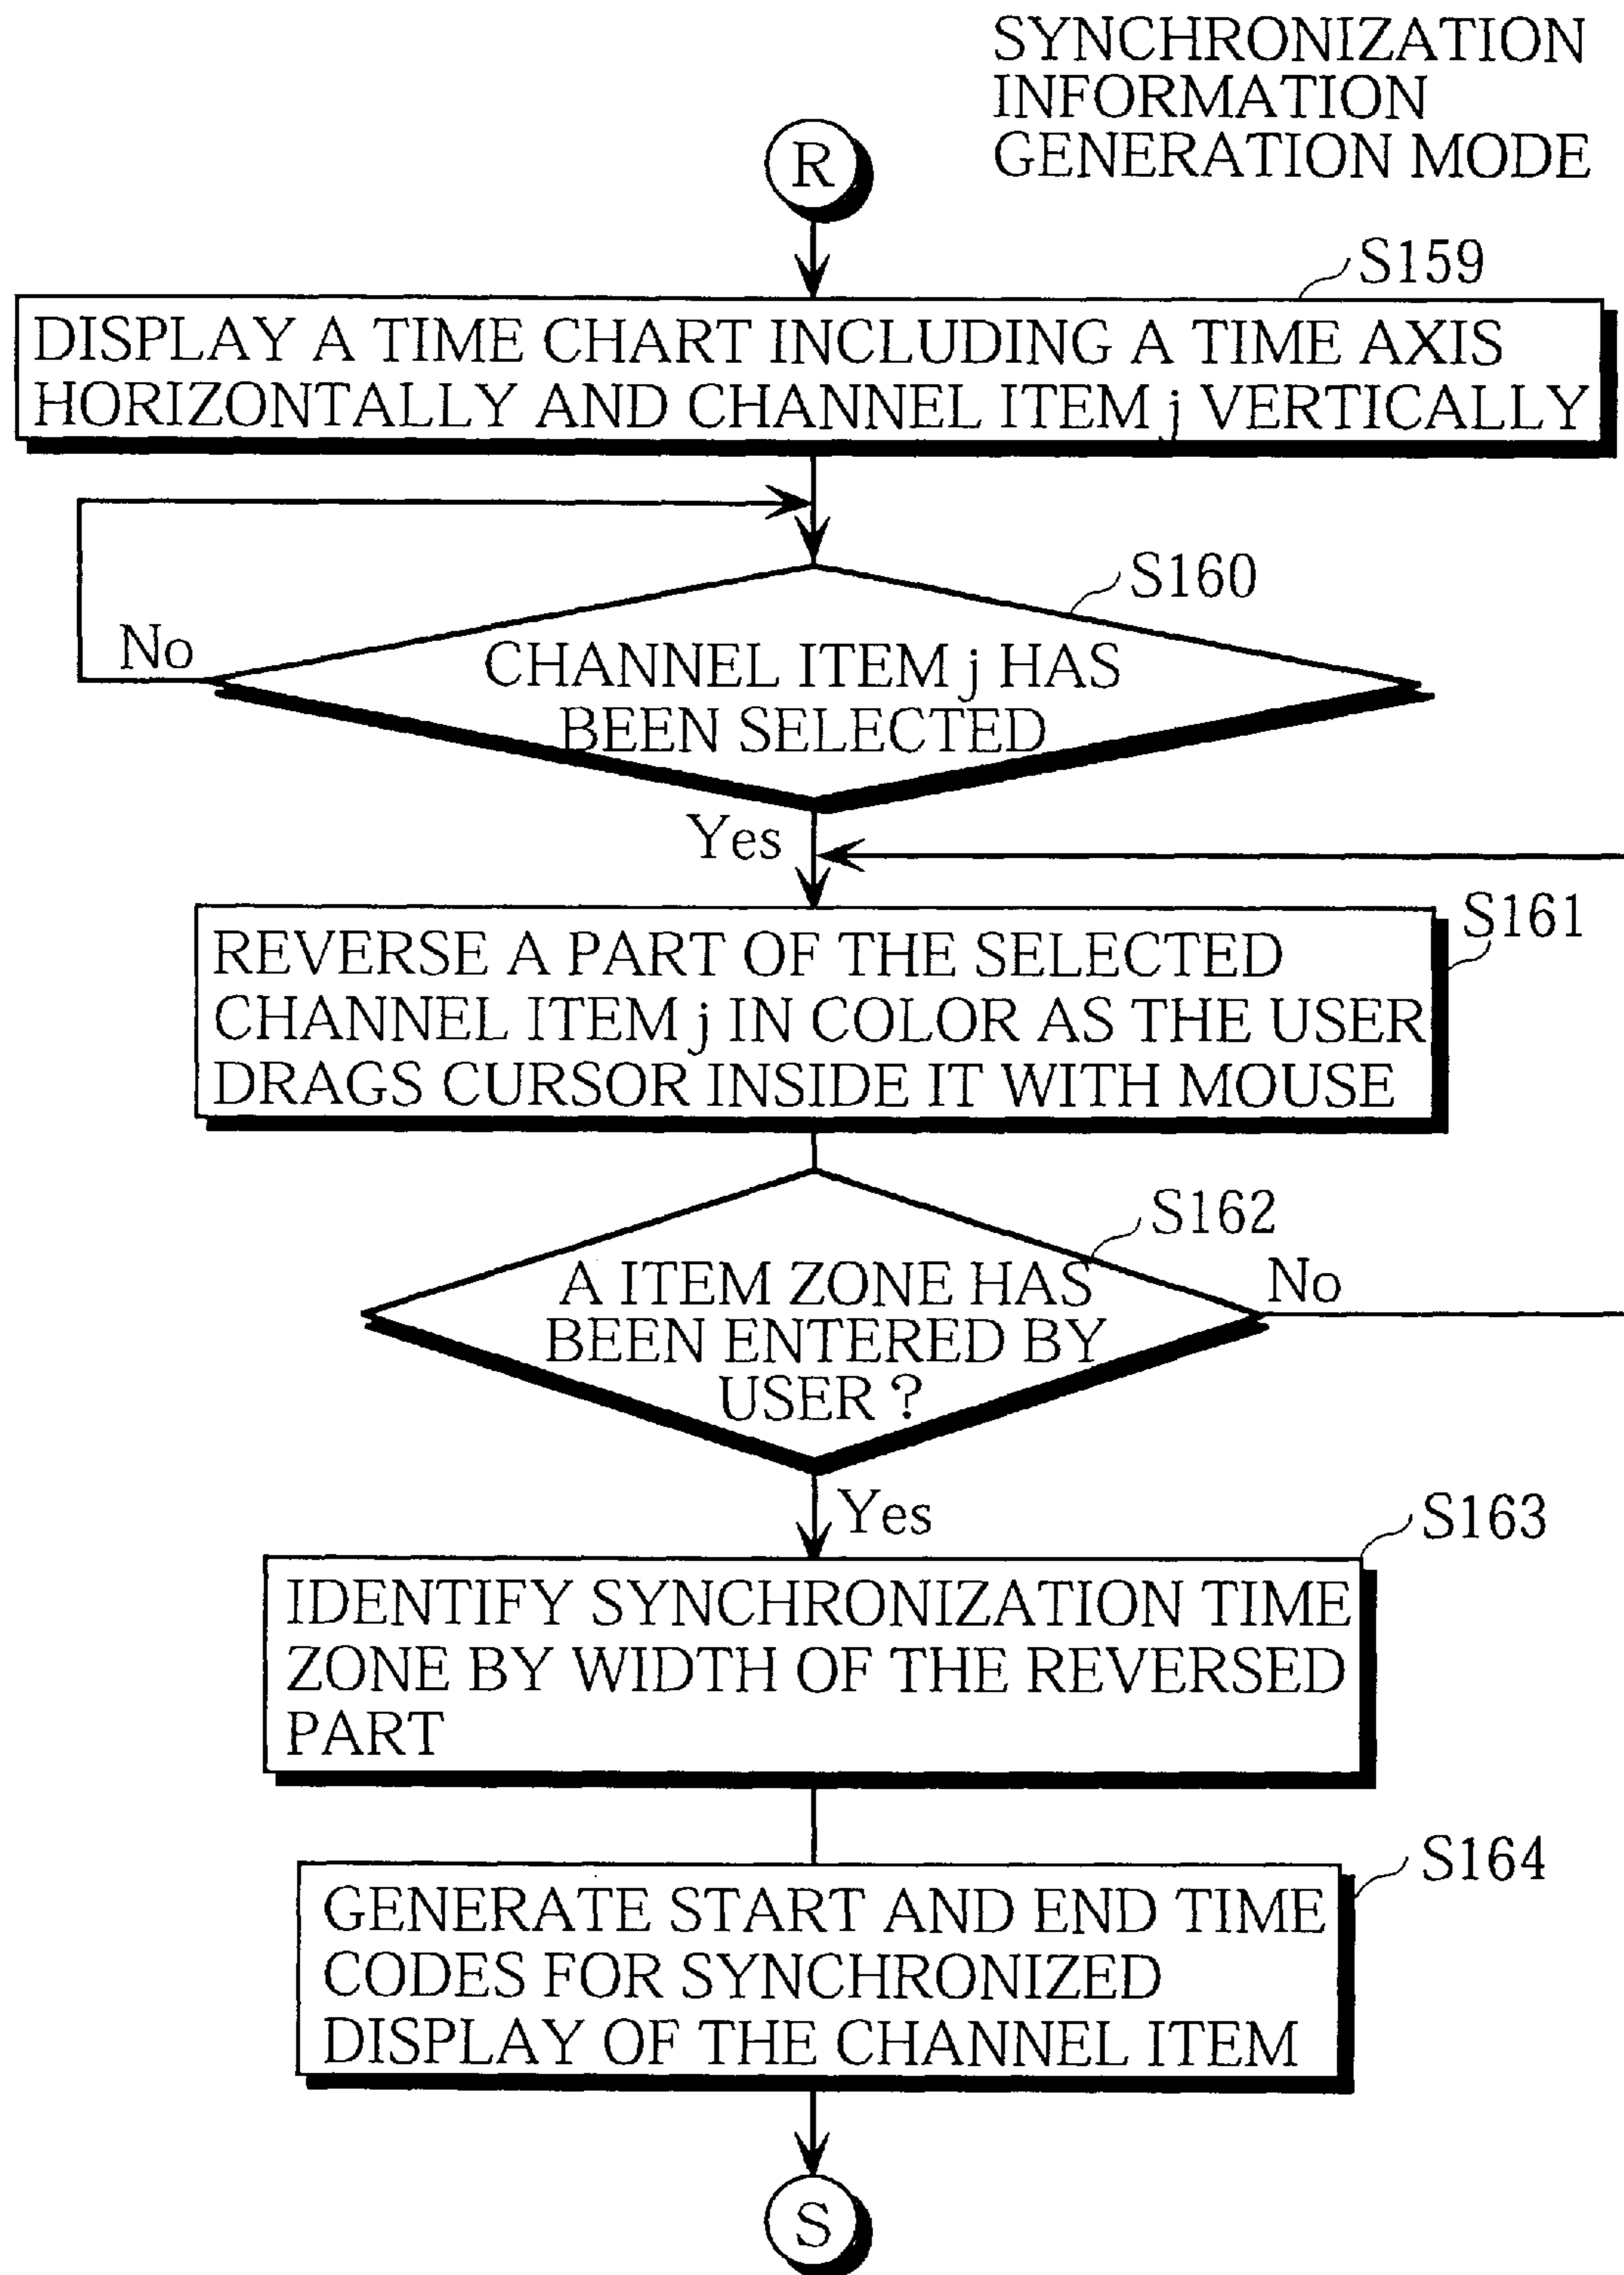 SYNCHRONIZATION
INFORMATION
GENERATION MODE
R
S159
DISPLAY A TIME CHART INCLUDING A TIME AXIS
HORIZONTALLY AND CHANNEL ITEM j VERTICALLY
S160
No
CHANNEL ITEM j HAS
BEEN SELECTED
Yes
S161
REVERSE A PART OF THE SELECTED
CHANNEL ITEM j IN COLOR AS THE USER
DRAGS CURSOR INSIDE IT WITH MOUSE
S162
A ITEM ZONE HAS
BEEN ENTERED BY
USER ?
No
Yes
S163
IDENTIFY SYNCHRONIZATION TIME
ZONE BY WIDTH OF THE REVERSED
PART
S164
GENERATE START AND END TIME
CODES FOR SYNCHRONIZED
DISPLAY OF THE CHANNEL ITEM
S